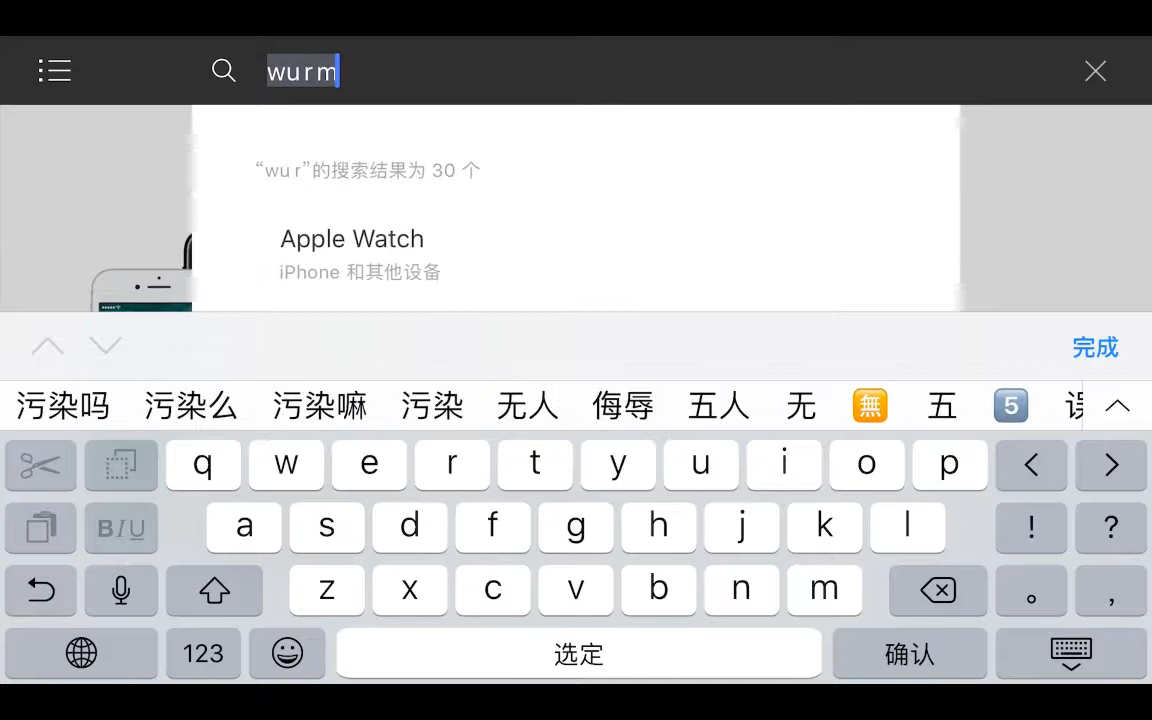 wu r m
“wu r”的搜索结果为 30 个
Apple Watch
iPhone 和其他设备
完成
污染吗 污染么 污染嘛 污染 无人 侮辱 五人 无 🈚 五 5️⃣
q w e r t y u i o p < >
B I U a s d f g h j k l ! ?
z x c v b n m 。 ,
123 选定 确认